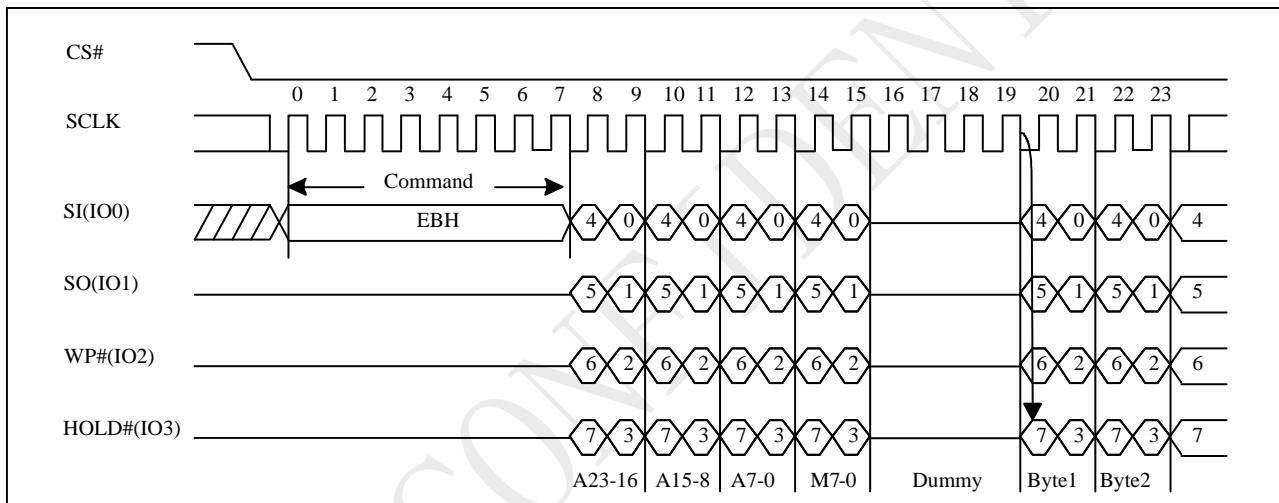 CS#
0 1 2 3 4 5 6 7 8 9 10 11 12 13 14 15 16 17 18 19 20 21 22 23
SCLK
Command
SI(IO0) EBH 4 0 4 0 4 0 4 0 4 0 4 0 4
SO(IO1) 5 1 5 1 5 1 5 1 5 1 5 1 5
WP#(IO2) 6 2 6 2 6 2 6 2 6 2 6 2 6
HOLD#(IO3) 7 3 7 3 7 3 7 3 7 3 7 3 7
A23-16 A15-8 A7-0 M7-0 Dummy Byte1 Byte2